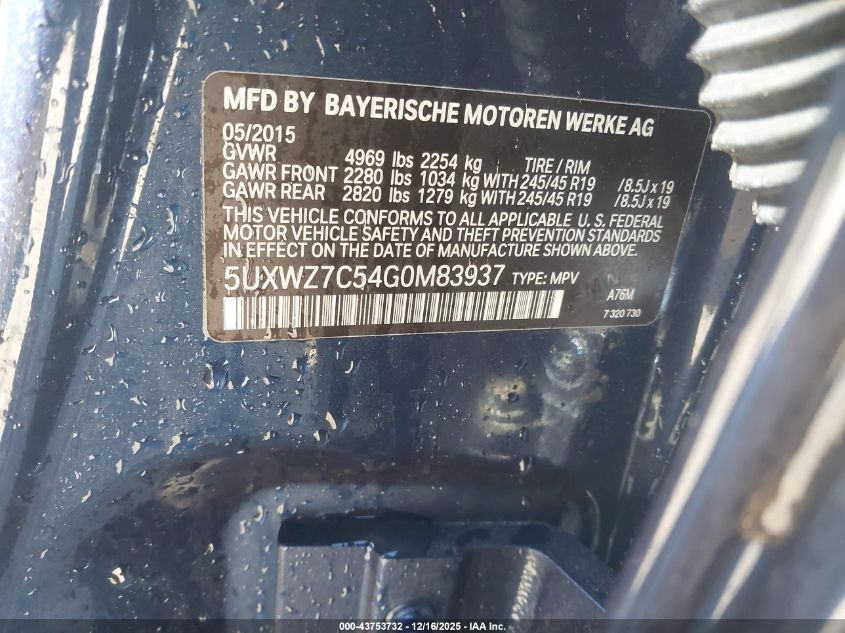 MFD BY BAYERISCHE MOTOREN WERKE AG
05/2015
GVWR 4969 lbs 2254 kg TIRE / RIM
GAWR FRONT 2280 lbs 1034 kg WITH 245/45 R19 /8.5J x 19
GAWR REAR 2820 lbs 1279 kg WITH 245/45 R19 /8.5J x 19
THIS VEHICLE CONFORMS TO ALL APPLICABLE U. S. FEDERAL
MOTOR VEHICLE SAFETY AND THEFT PREVENTION STANDARDS
IN EFFECT ON THE DATE OF MANUFACTURE SHOWN ABOVE.
5UXWZ7C54G0M83937 TYPE: MPV
A76M
7 320 730
000-43753732 - 12/16/2025 - IAA Inc.